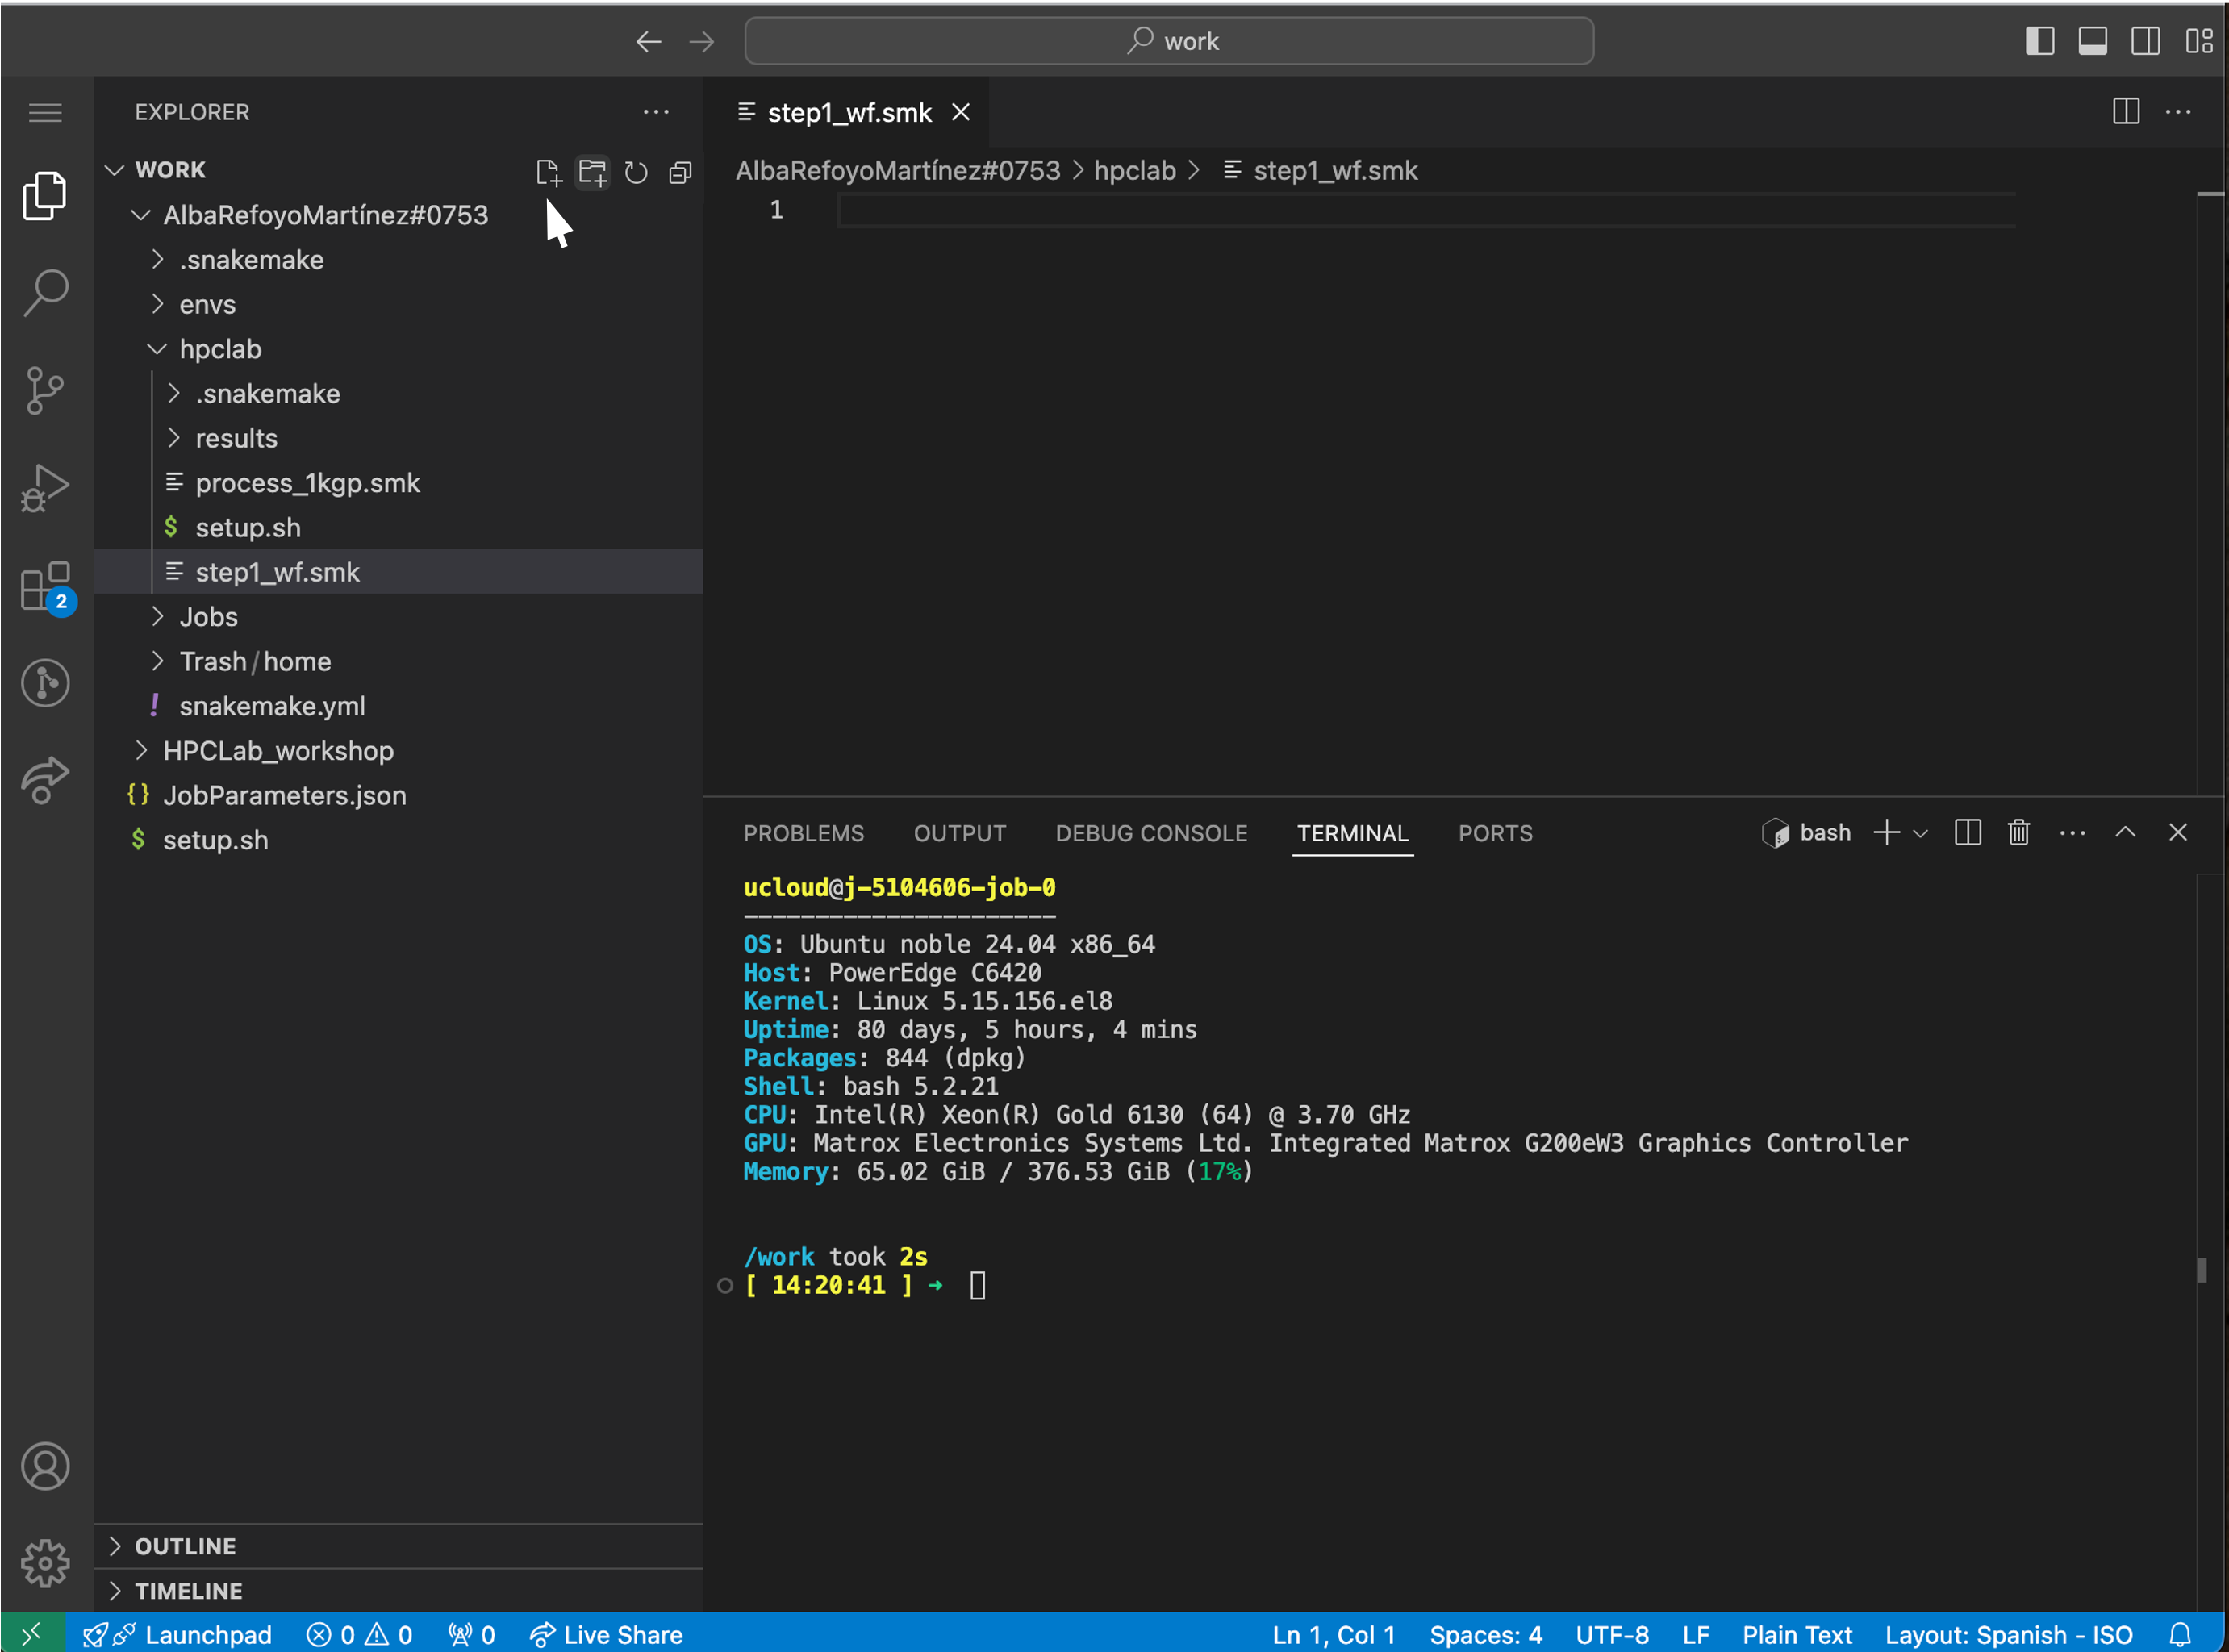 work
EXPLORER
WORK
AlbaRefoyoMartínez#0753
.snakemake
envs
hpclab
.snakemake
results
process_1kgp.smk
$ setup.sh
step1_wf.smk
Jobs
Trash/home
! snakemake.yml
HPCLab_workshop
{} JobParameters.json
$ setup.sh
OUTLINE
TIMELINE
2
step1_wf.smk
AlbaRefoyoMartínez#0753 > hpclab > step1_wf.smk
1
PROBLEMS OUTPUT DEBUG CONSOLE TERMINAL PORTS bash
ucloud@j-5104606-job-0
----------------------
OS: Ubuntu noble 24.04 x86_64
Host: PowerEdge C6420
Kernel: Linux 5.15.156.el8
Uptime: 80 days, 5 hours, 4 mins
Packages: 844 (dpkg)
Shell: bash 5.2.21
CPU: Intel(R) Xeon(R) Gold 6130 (64) @ 3.70 GHz
GPU: Matrox Electronics Systems Ltd. Integrated Matrox G200eW3 Graphics Controller
Memory: 65.02 GiB / 376.53 GiB (17%)
/work took 2s
[ 14:20:41 ] ➜
Launchpad 0 0 0 Live Share Ln 1, Col 1 Spaces: 4 UTF-8 LF Plain Text Layout: Spanish - ISO